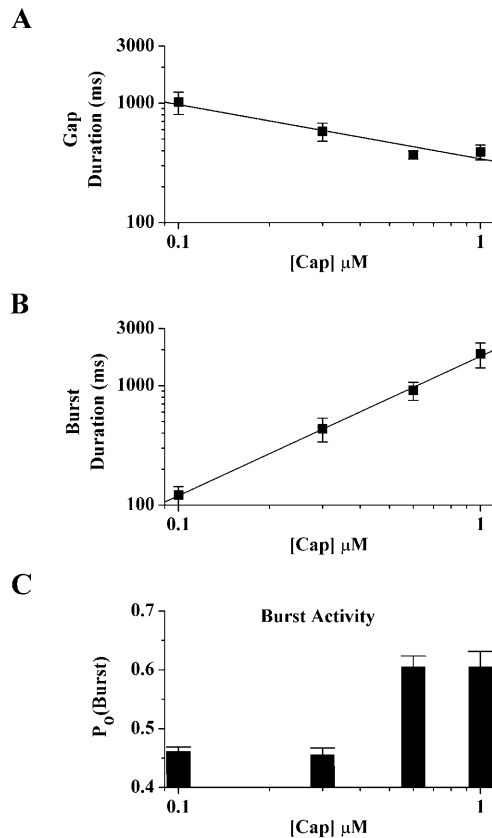 A
3000
1000
100
Gap
Duration (ms)
0.1
1
[Cap] μM
B
3000
1000
100
Burst
Duration (ms)
0.1
1
[Cap] μM
C
Burst Activity
0.7
0.6
0.5
0.4
PO(Burst)
0.1
1
[Cap] μM